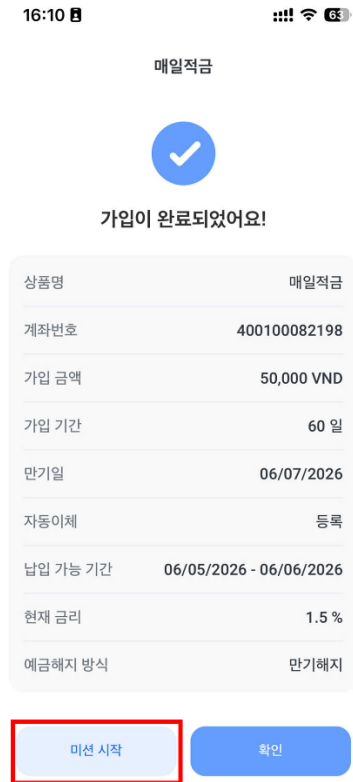 16:10
63
매일적금
가입이 완료되었어요!
상품명 매일적금
계좌번호 400100082198
가입 금액 50,000 VND
가입 기간 60 일
만기일 06/07/2026
자동이체 등록
납입 가능 기간 06/05/2026 - 06/06/2026
현재 금리 1.5 %
예금해지 방식 만기해지
미션 시작 확인